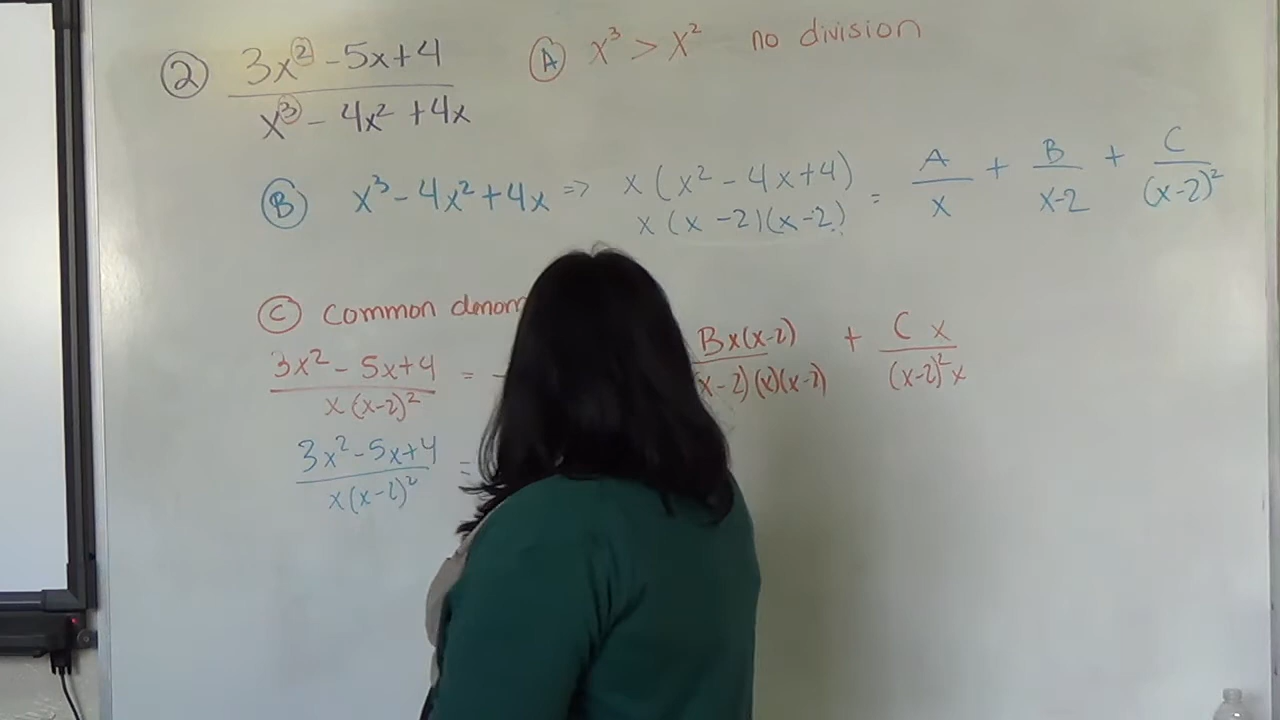 ② 3x² - 5x + 4 / x³ - 4x² + 4x
Ⓐ x³ > x² no division
Ⓑ x³ - 4x² + 4x => x(x² - 4x + 4) = A/x + B/x-2 + C/(x-2)²
x(x-2)(x-2)
Ⓒ Common
3x² - 5x + 4 / x(x-2)² = Bx(x-2) / (x-2)(x)(x-2) + Cx / (x-2)²x
3x² - 5x + 4 / x(x-2)² =